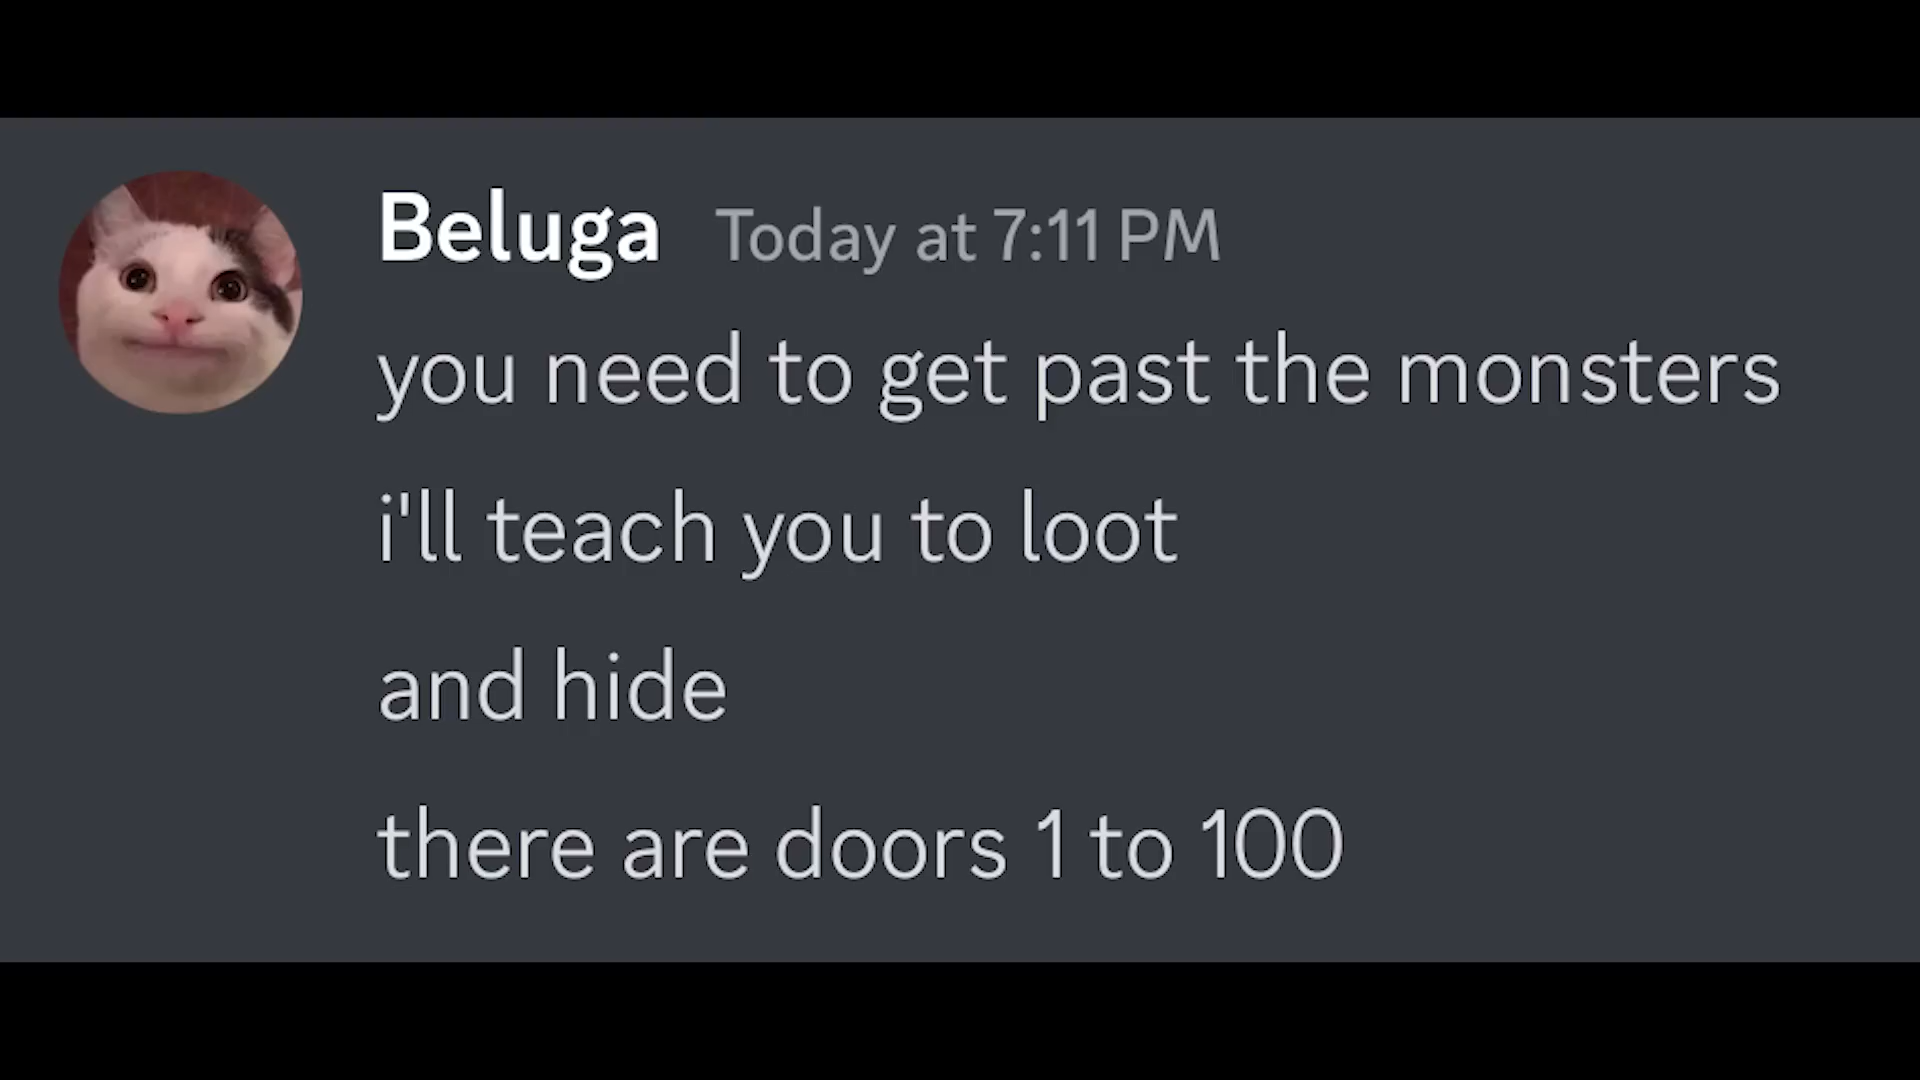 Beluga Today at 7:11 PM
you need to get past the monsters
i'll teach you to loot
and hide
there are doors 1 to 100